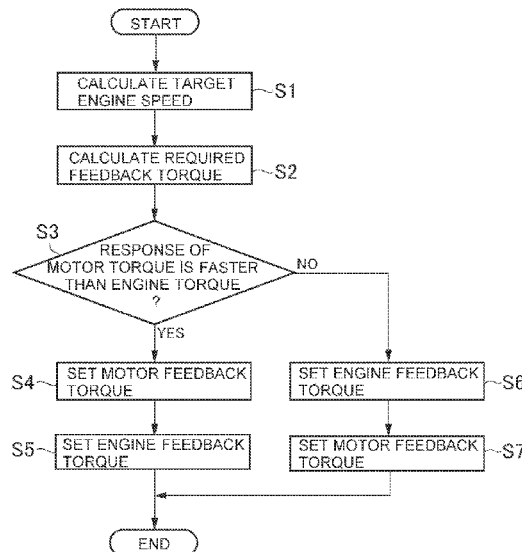 START
CALCULATE TARGET
ENGINE SPEED
S1
CALCULATE REQUIRED
FEEDBACK TORQUE
S2
S3
RESPONSE OF
MOTOR TORQUE IS FASTER
THAN ENGINE TORQUE
?
NO
YES
S4
SET MOTOR FEEDBACK
TORQUE
SET ENGINE FEEDBACK
TORQUE
S6
S5
SET ENGINE FEEDBACK
TORQUE
SET MOTOR FEEDBACK
TORQUE
S7
END